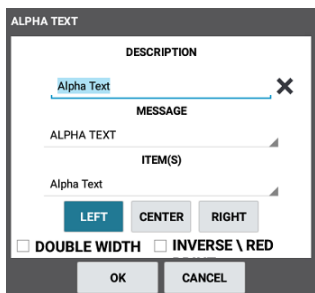 ALPHA TEXT
DESCRIPTION
Alpha Text
MESSAGE
ALPHA TEXT
ITEM(S)
Alpha Text
LEFT CENTER RIGHT
DOUBLE WIDTH INVERSE \ RED
OK CANCEL